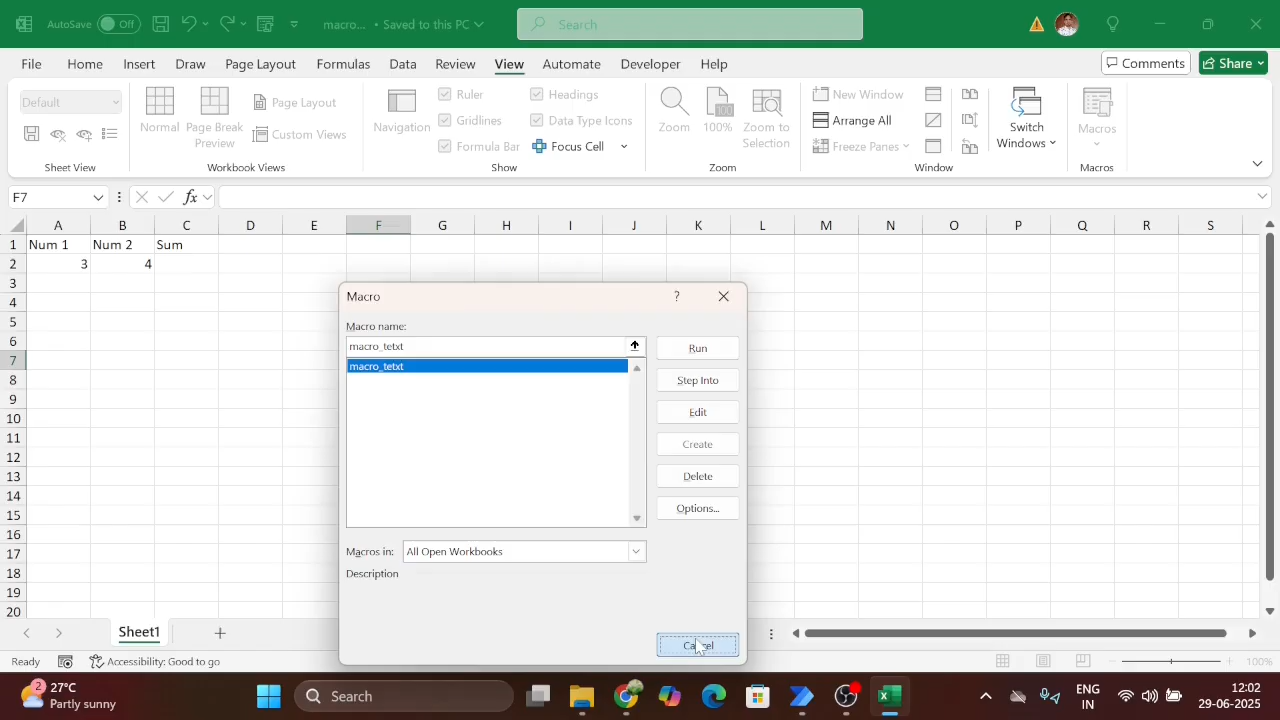 AutoSave Off macro... • Saved to this PC Search
File Home Insert Draw Page Layout Formulas Data Review View Automate Developer Help Comments Share
Default
Normal Page Break Preview Page Layout Custom Views
Sheet View Workbook Views
Navigation Ruler Gridlines Formula Bar Headings Data Type Icons Focus Cell
Show
Zoom 100% Zoom to Selection
Zoom
New Window Arrange All Freeze Panes Switch Windows
Window
Macros
Macros
F7 fx
A B C D E F G H I J K L M N O P Q R S
1 Num 1 Num 2 Sum
2 3 4
3
4
5
6
7
8
9
10
11
12
13
14
15
16
17
18
19
20
Macro ?
Macro name:
macro_tetxt
macro_tetxt
Run
Step Into
Edit
Create
Delete
Options...
Macros in: All Open Workbooks
Description
Cancel
Sheet1
Ready Accessibility: Good to go 100%
2 27°C
Partly sunny
Search
ENG
IN
12:02
29-06-2025